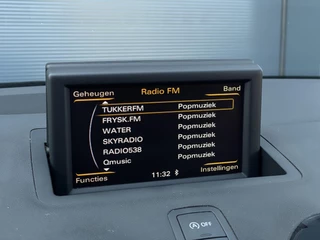 Geheugen Radio FM Band
TUKKERFM Popmuziek
FRYSK.FM Popmuziek
WATER Popmuziek
SKYRADIO Popmuziek
RADIO538 Popmuziek
Qmusic Popmuziek
Functies 11:32 Instellingen
OFF